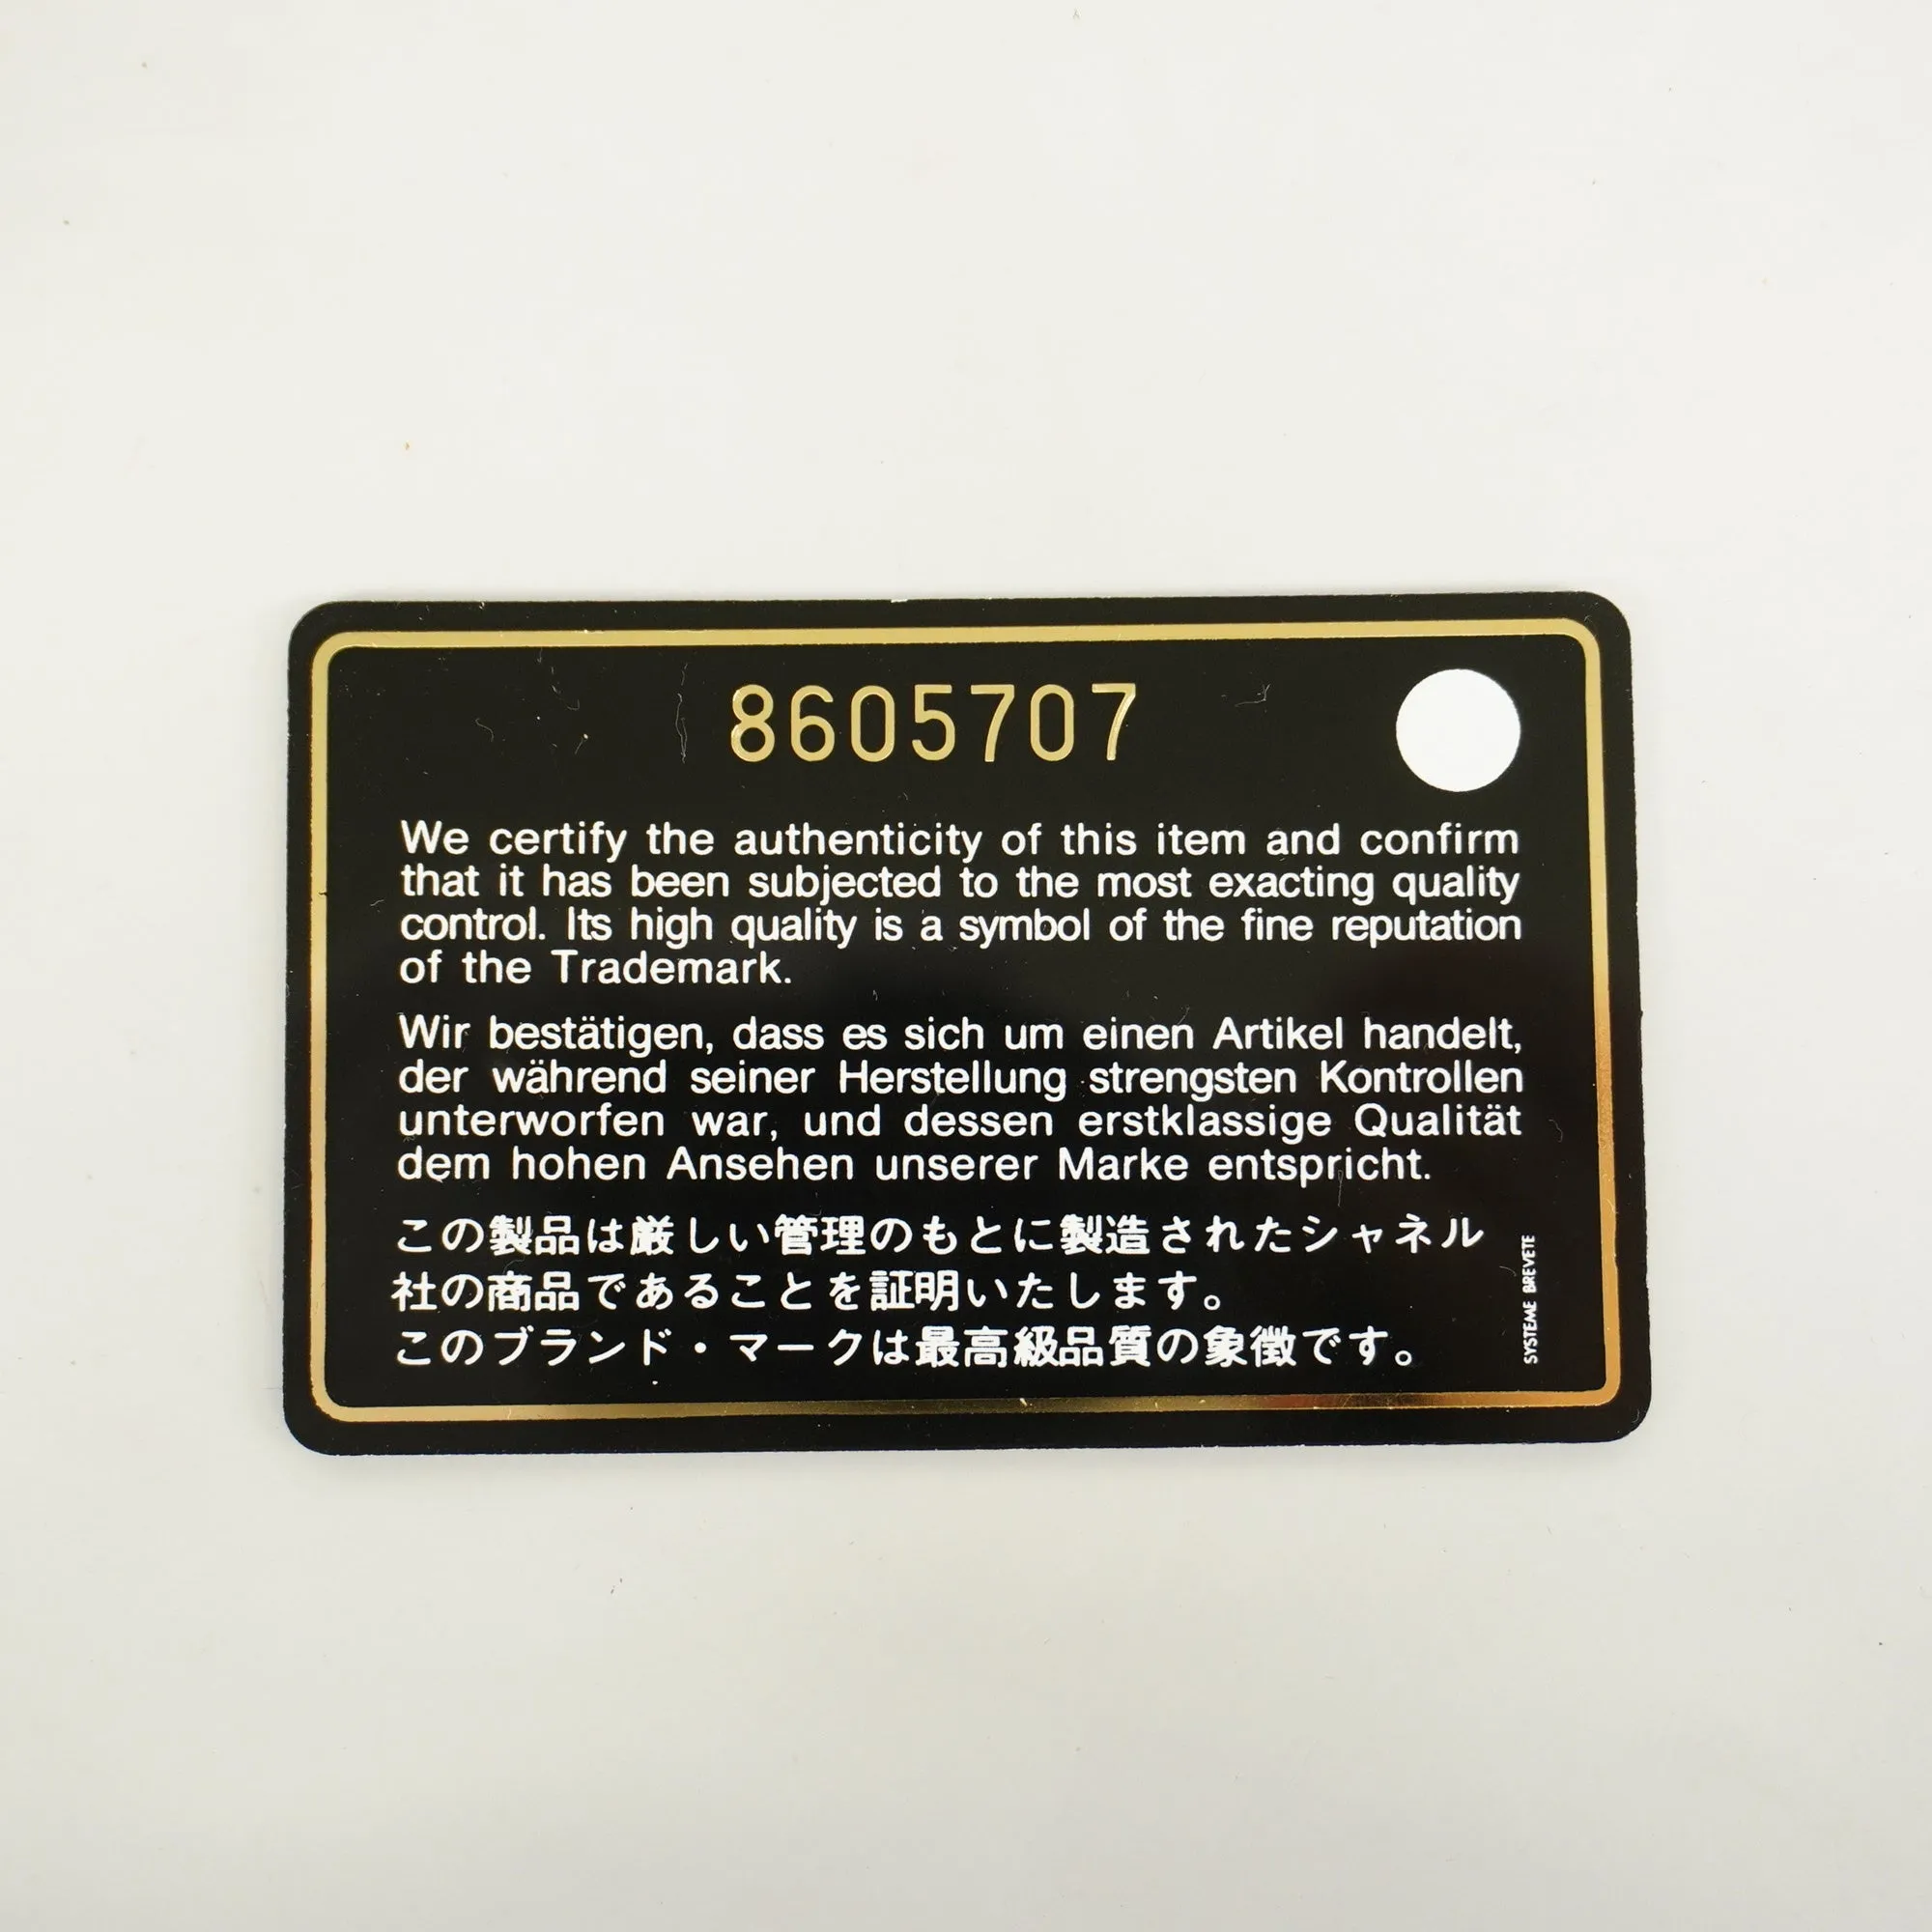 8605707
We certify the authenticity of this item and confirm
that it has been subjected to the most exacting quality
control. Its high quality is a symbol of the fine reputation
of the Trademark.
Wir bestätigen, dass es sich um einen Artikel handelt,
der während seiner Herstellung strengsten Kontrollen
unterworfen war, und dessen erstklassige Qualität
dem hohen Ansehen unserer Marke entspricht.
この製品は厳しい管理のもとに製造されたシャネル
社の商品であることを証明いたします。
このブランド・マークは最高級品質の象徴です。
SYSTEME BREVETE